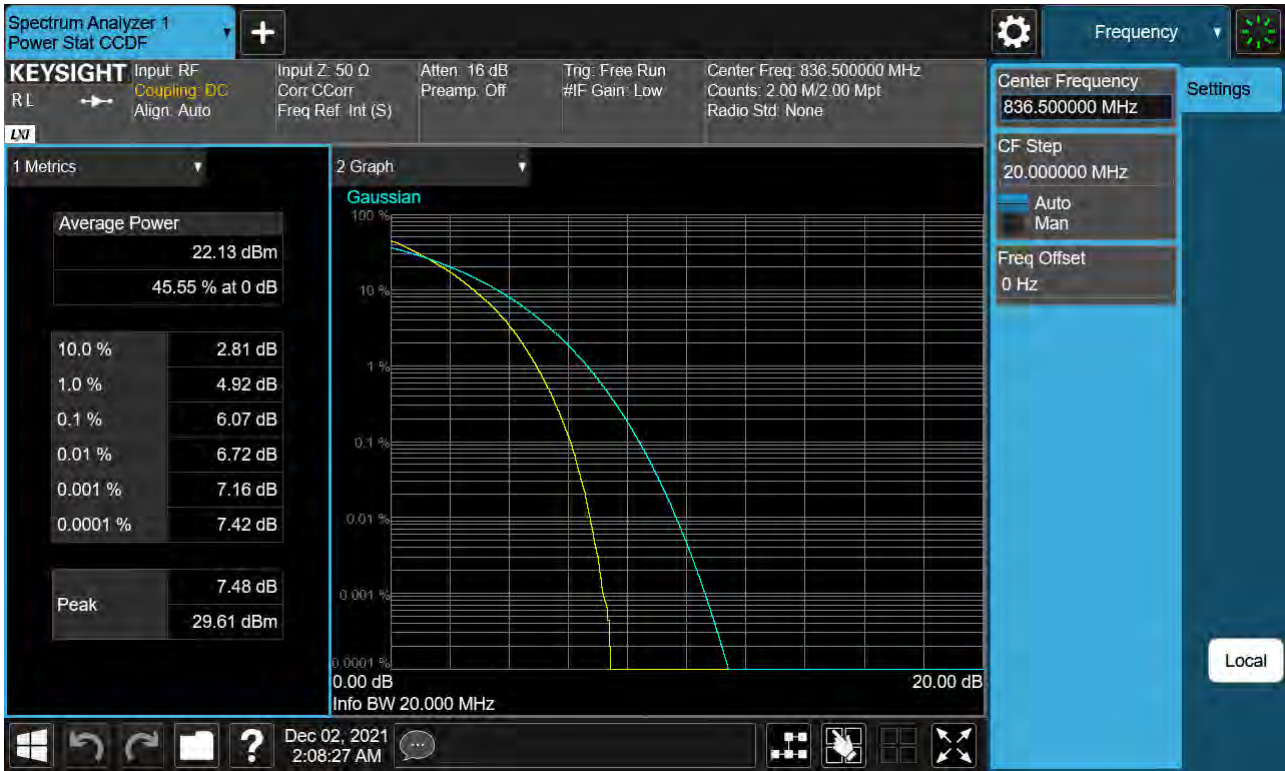 Spectrum Analyzer 1
Power Stat CCDF
+
Frequency
KEYSIGHT
RL
LXI
Input: RF
Coupling: DC
Align: Auto
Input Z: 50 Ω
Corr CCorr
Freq Ref: Int (S)
Atten: 16 dB
Preamp: Off
Trig: Free Run
#IF Gain: Low
Center Freq: 836.500000 MHz
Counts: 2.00 M/2.00 Mpt
Radio Std: None
Center Frequency
836.500000 MHz
Settings
CF Step
20.000000 MHz
Auto
Man
Freq Offset
0 Hz
Local
1 Metrics
Average Power
22.13 dBm
45.55 % at 0 dB
10.0 % 2.81 dB
1.0 % 4.92 dB
0.1 % 6.07 dB
0.01 % 6.72 dB
0.001 % 7.16 dB
0.0001 % 7.42 dB
Peak
7.48 dB
29.61 dBm
2 Graph
Gaussian
100 %
10 %
1 %
0.1 %
0.01 %
0.001 %
0.0001 %
0.00 dB 20.00 dB
Info BW 20.000 MHz
?
Dec 02, 2021
2:08:27 AM